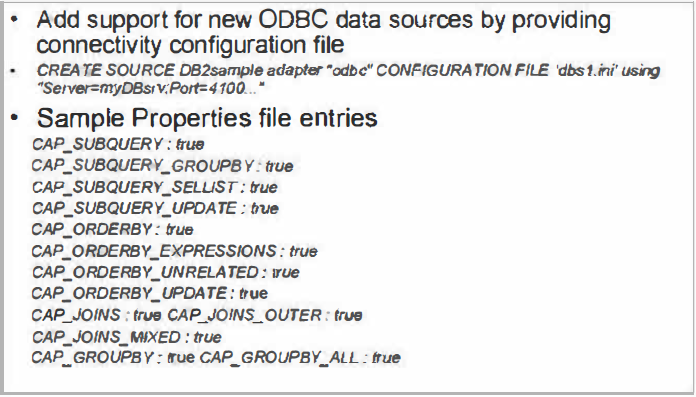 • Add support for new ODBC data sources by providing
connectivity configuration file
• CREATE SOURCE DB2sample adapter "odbc" CONFIGURATION FILE 'dbs1.ini' using
"Server=myDBsrv:Port=4100..."
• Sample Properties file entries
CAP_SUBQUERY : true
CAP_SUBQUERY_GROUPBY : true
CAP_SUBQUERY_SELLIST : true
CAP_SUBQUERY_UPDATE : true
CAP_ORDERBY : true
CAP_ORDERBY_EXPRESSIONS : true
CAP_ORDERBY_UNRELATED : true
CAP_ORDERBY_UPDATE : true
CAP_JOINS : true CAP_JOINS_OUTER : true
CAP_JOINS_MIXED : true
CAP_GROUPBY : true CAP_GROUPBY_ALL : true